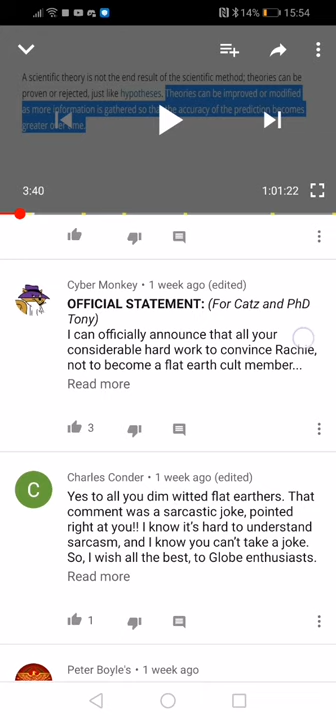 14% 15:54
A scientific theory is not the end result of the scientific method; theories can be
proven or rejected, just like hypotheses. Theories can be improved or modified
as more information is gathered so that the accuracy of the prediction becomes
greater over time.
3:40
1:01:22
Cyber Monkey • 1 week ago (edited)
OFFICIAL STATEMENT: (For Catz and PhD
Tony)
I can officially announce that all your
considerable hard work to convince Rachie,
not to become a flat earth cult member...
Read more
3
C
Charles Conder • 1 week ago (edited)
Yes to all you dim witted flat earthers. That
comment was a sarcastic joke, pointed
right at you!! I know it's hard to understand
sarcasm, and I know you can't take a joke.
So, I wish all the best, to Globe enthusiasts.
Read more
1
Peter Boyle's • 1 week ago